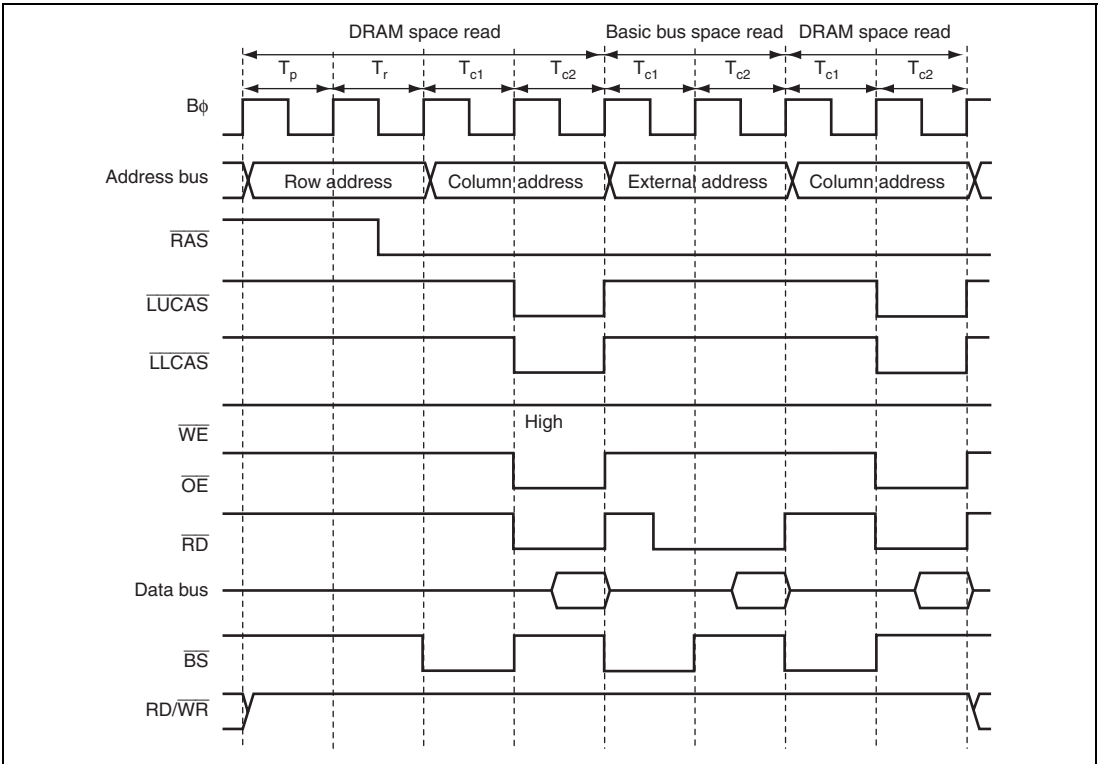 DRAM space read Basic bus space read DRAM space read
Tp Tr Tc1 Tc2 Tc1 Tc2 Tc1 Tc2
Bϕ
Address bus Row address Column address External address Column address
RAS
LUCAS
LLCAS
High
WE
OE
RD
Data bus
BS
RD/WR